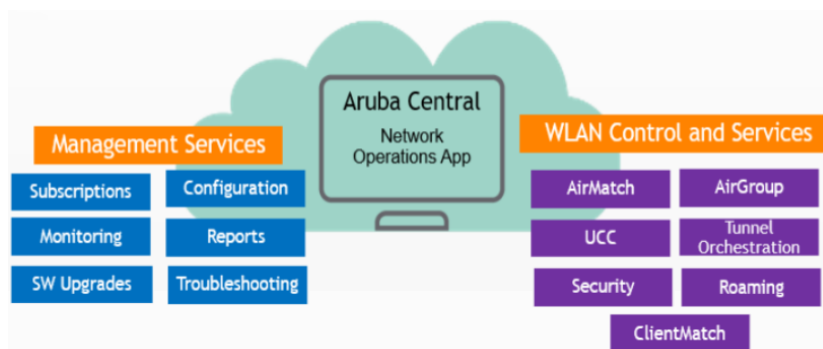 Aruba Central
Network
Operations App
Management Services
Subscriptions
Configuration
Monitoring
Reports
SW Upgrades
Troubleshooting
WLAN Control and Services
AirMatch
AirGroup
UCC
Tunnel
Orchestration
Security
Roaming
ClientMatch